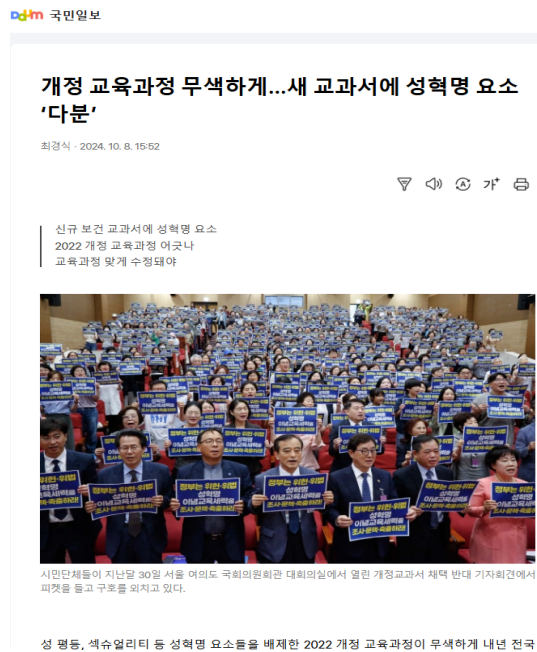 Daum 국민일보
개정 교육과정 무색하게...새 교과서에 성혁명 요소
‘다분’
최경식 · 2024. 10. 8. 15:52
가+
신규 보건 교과서에 성혁명 요소
2022 개정 교육과정 어긋나
교육과정 맞게 수정돼야
정부는 위헌·위법
성혁명
이념교육세력을
조사·문책·축출하라!
시민단체들이 지난달 30일 서울 여의도 국회의원회관 대회의실에서 열린 개정교과서 채택 반대 기자회견에서
피켓을 들고 구호를 외치고 있다.
성 평등, 섹슈얼리티 등 성혁명 요소들을 배제한 2022 개정 교육과정이 무색하게 내년 전국